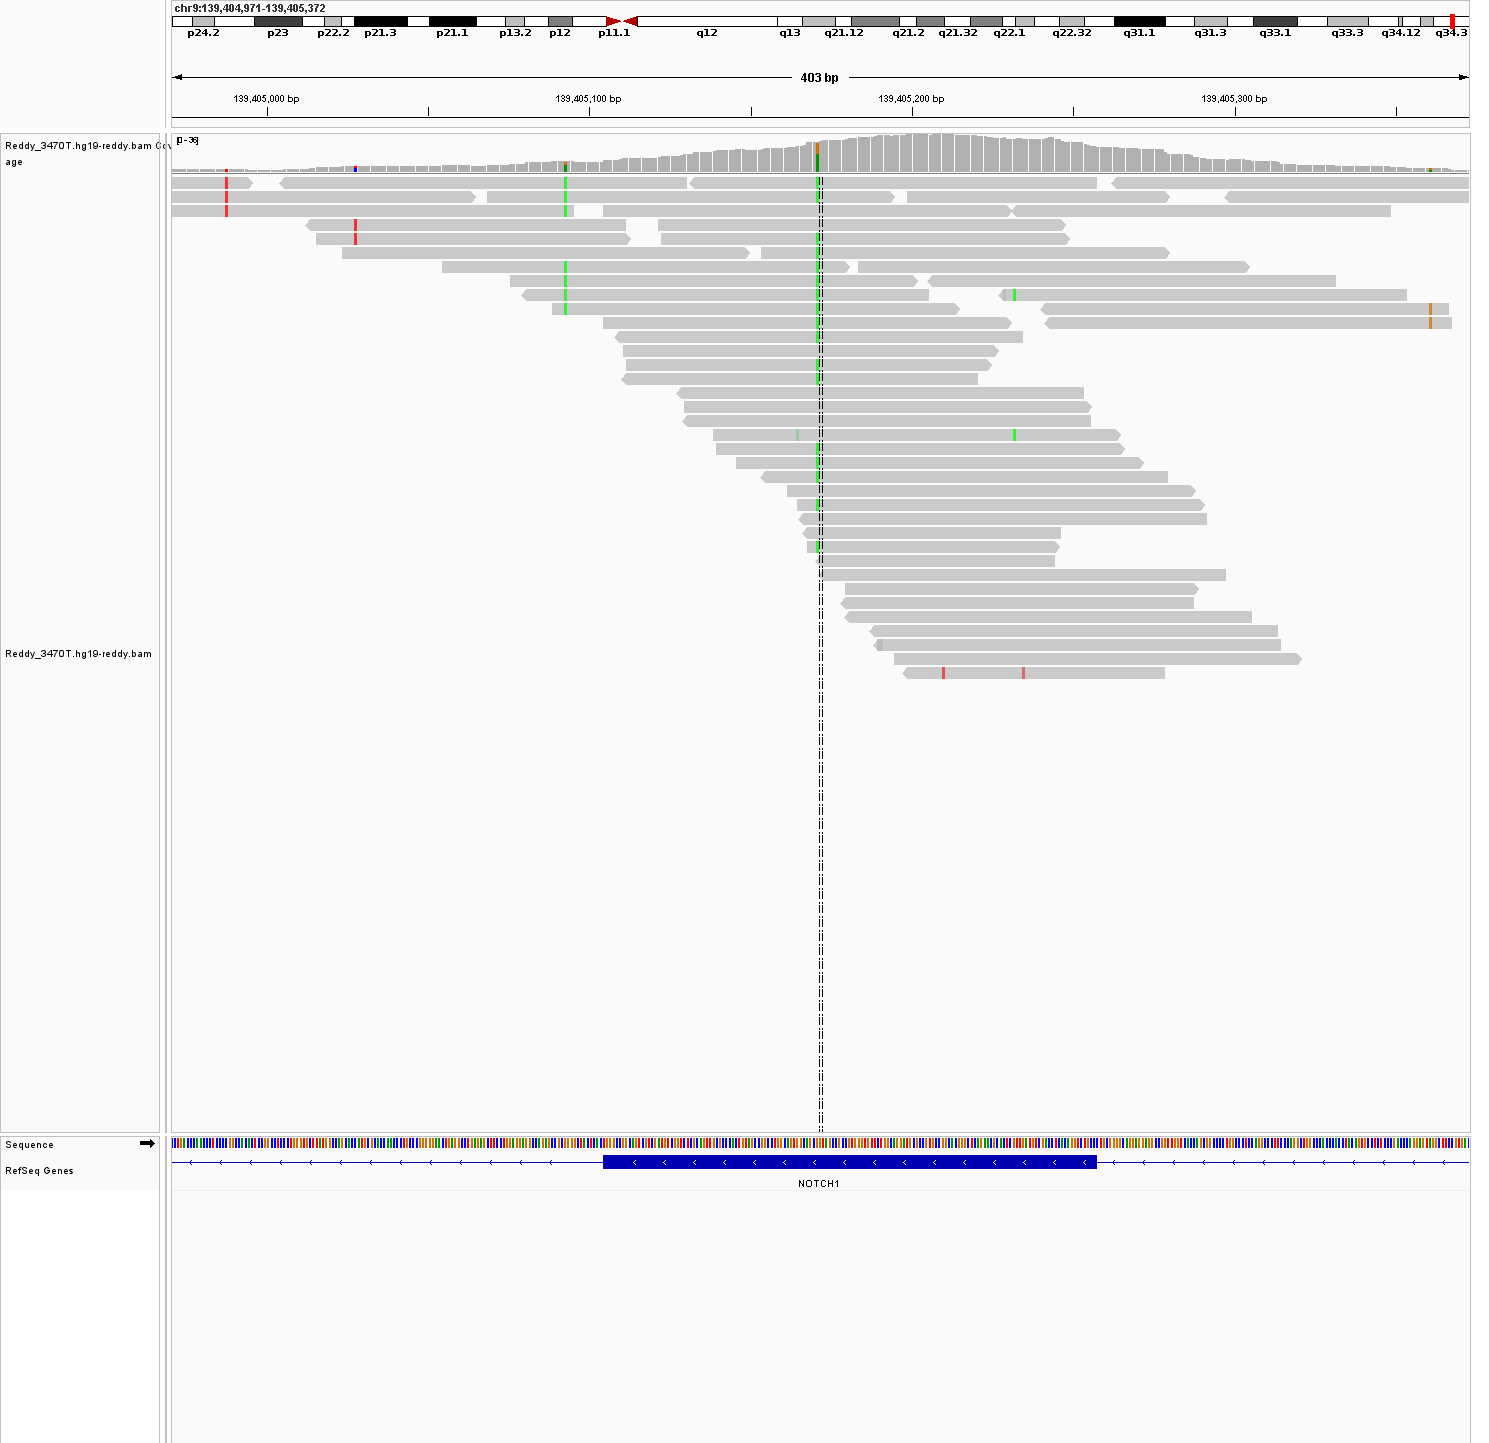 chr9:139,404,971-139,405,372
p24.2 p23 p22.2 p21.3 p21.1 p13.2 p12 p11.1 q12 q13 q21.12 q21.2 q21.32 q22.1 q22.32 q31.1 q31.3 q33.1 q33.3 q34.12 q34.3
403 bp
139,405,000 bp 139,405,100 bp 139,405,200 bp 139,405,300 bp
Reddy_3470T.hg19-reddy.bam Cov
age
[0-36]
Reddy_3470T.hg19-reddy.bam
Sequence
RefSeq Genes
NOTCH1